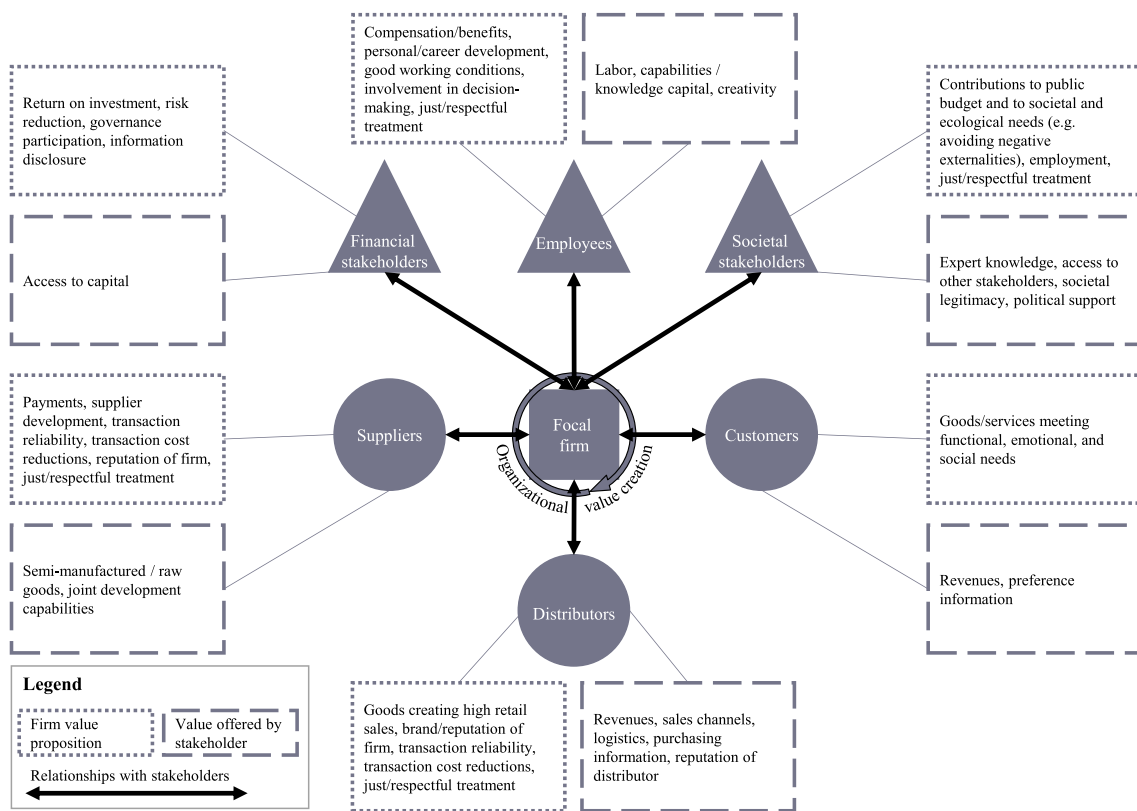 Compensation/benefits,
personal/career development,
good working conditions,
involvement in decision-
making, just/respectful
treatment
Labor, capabilities /
knowledge capital, creativity
Return on investment, risk
reduction, governance
participation, information
disclosure
Contributions to public
budget and to societal and
ecological needs (e.g.
avoiding negative
externalities), employment,
just/respectful treatment
Financial
stakeholders
Employees
Societal
stakeholders
Access to capital
Expert knowledge, access to
other stakeholders, societal
legitimacy, political support
Payments, supplier
development, transaction
reliability, transaction cost
reductions, reputation of firm,
just/respectful treatment
Suppliers
Focal
firm
Organizational value creation
Customers
Goods/services meeting
functional, emotional, and
social needs
Semi-manufactured / raw
goods, joint development
capabilities
Distributors
Revenues, preference
information
Legend
Firm value
proposition
Value offered by
stakeholder
Relationships with stakeholders
Goods creating high retail
sales, brand/reputation of
firm, transaction reliability,
transaction cost reductions,
just/respectful treatment
Revenues, sales channels,
logistics, purchasing
information, reputation of
distributor